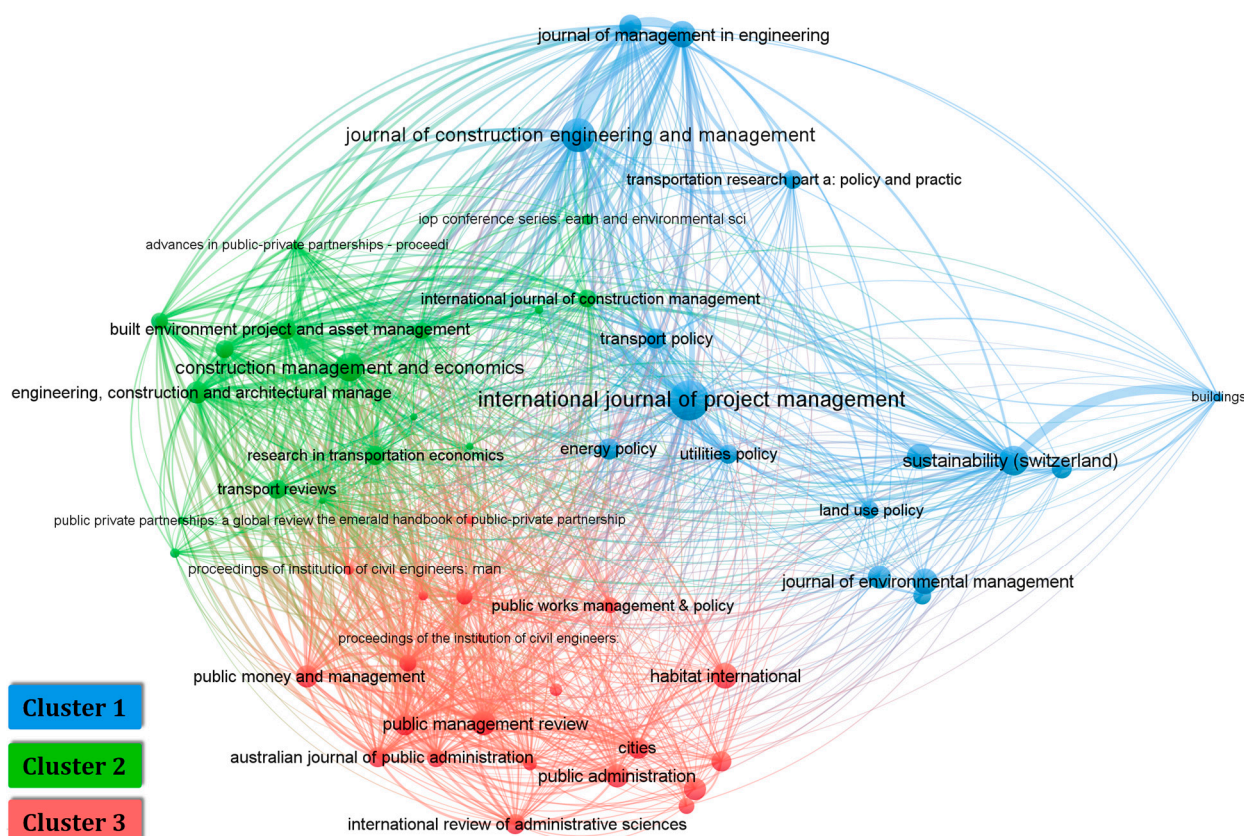 journal of management in engineering
journal of construction engineering and management
transportation research part a: policy and practic
iop conference series: earth and environmental sci
advances in public-private partnerships - proceedi
international journal of construction management
built environment project and asset management
transport policy
construction management and economics
engineering, construction and architectural manage
international journal of project management
buildings
research in transportation economics
energy policy
utilities policy
sustainability (switzerland)
transport reviews
land use policy
public private partnerships: a global review
the emerald handbook of public-private partnership
proceedings of institution of civil engineers: man
journal of environmental management
public works management & policy
proceedings of the institution of civil engineers:
public money and management
habitat international
Cluster 1
public management review
australian journal of public administration
cities
Cluster 2
public administration
international review of administrative sciences
Cluster 3